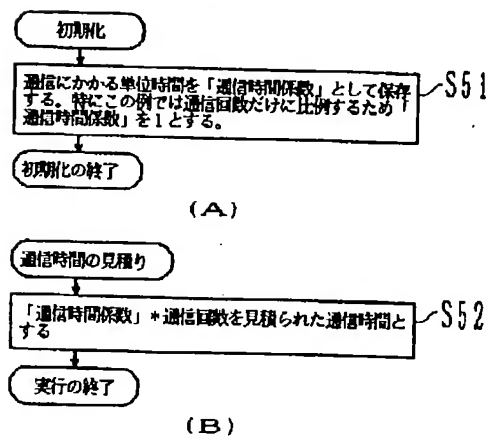 初期化
通信にかかる単位時間を「通信時間係数」として保存
する。特にこの例では通信回数だけに比例するため「
通信時間係数」を1とする。
S51
初期化の終了
(A)
通信時間の見積り
「通信時間係数」*通信回数を見積られた通信時間と
する
S52
実行の終了
(B)